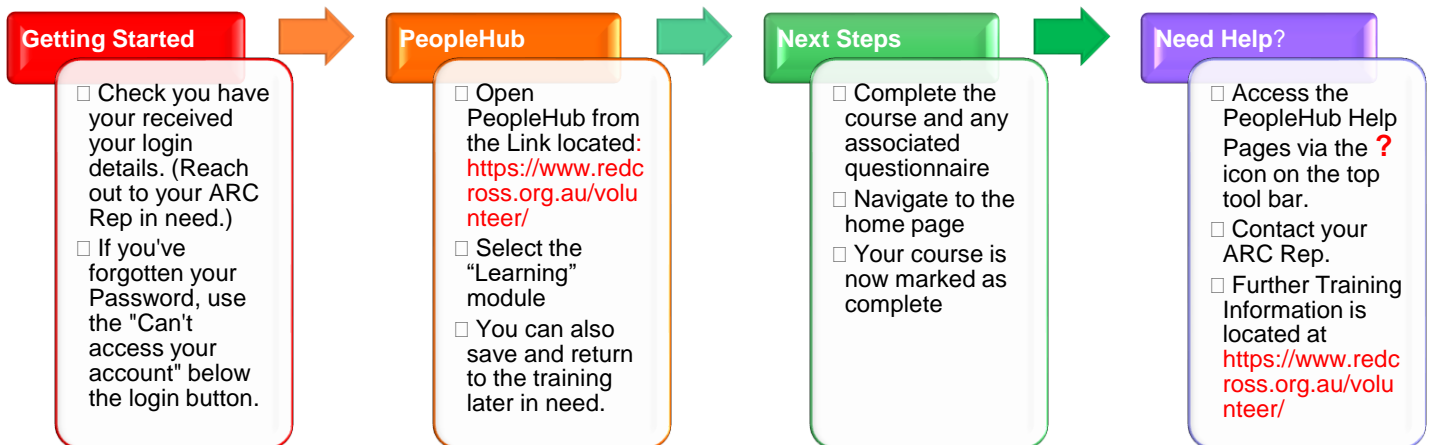 Getting Started
□ Check you have
your received
your login
details. (Reach
out to your ARC
Rep in need.)
□ If you've
forgotten your
Password, use
the "Can't
access your
account" below
the login button.
PeopleHub
□ Open
PeopleHub from
the Link located:
https://www.redc
ross.org.au/volu
nteer/
□ Select the
“Learning”
module
□ You can also
save and return
to the training
later in need.
Next Steps
□ Complete the
course and any
associated
questionnaire
□ Navigate to the
home page
□ Your course is
now marked as
complete
Need Help?
□ Access the
PeopleHub Help
Pages via the ?
icon on the top
tool bar.
□ Contact your
ARC Rep.
□ Further Training
Information is
located at
https://www.redc
ross.org.au/volu
nteer/